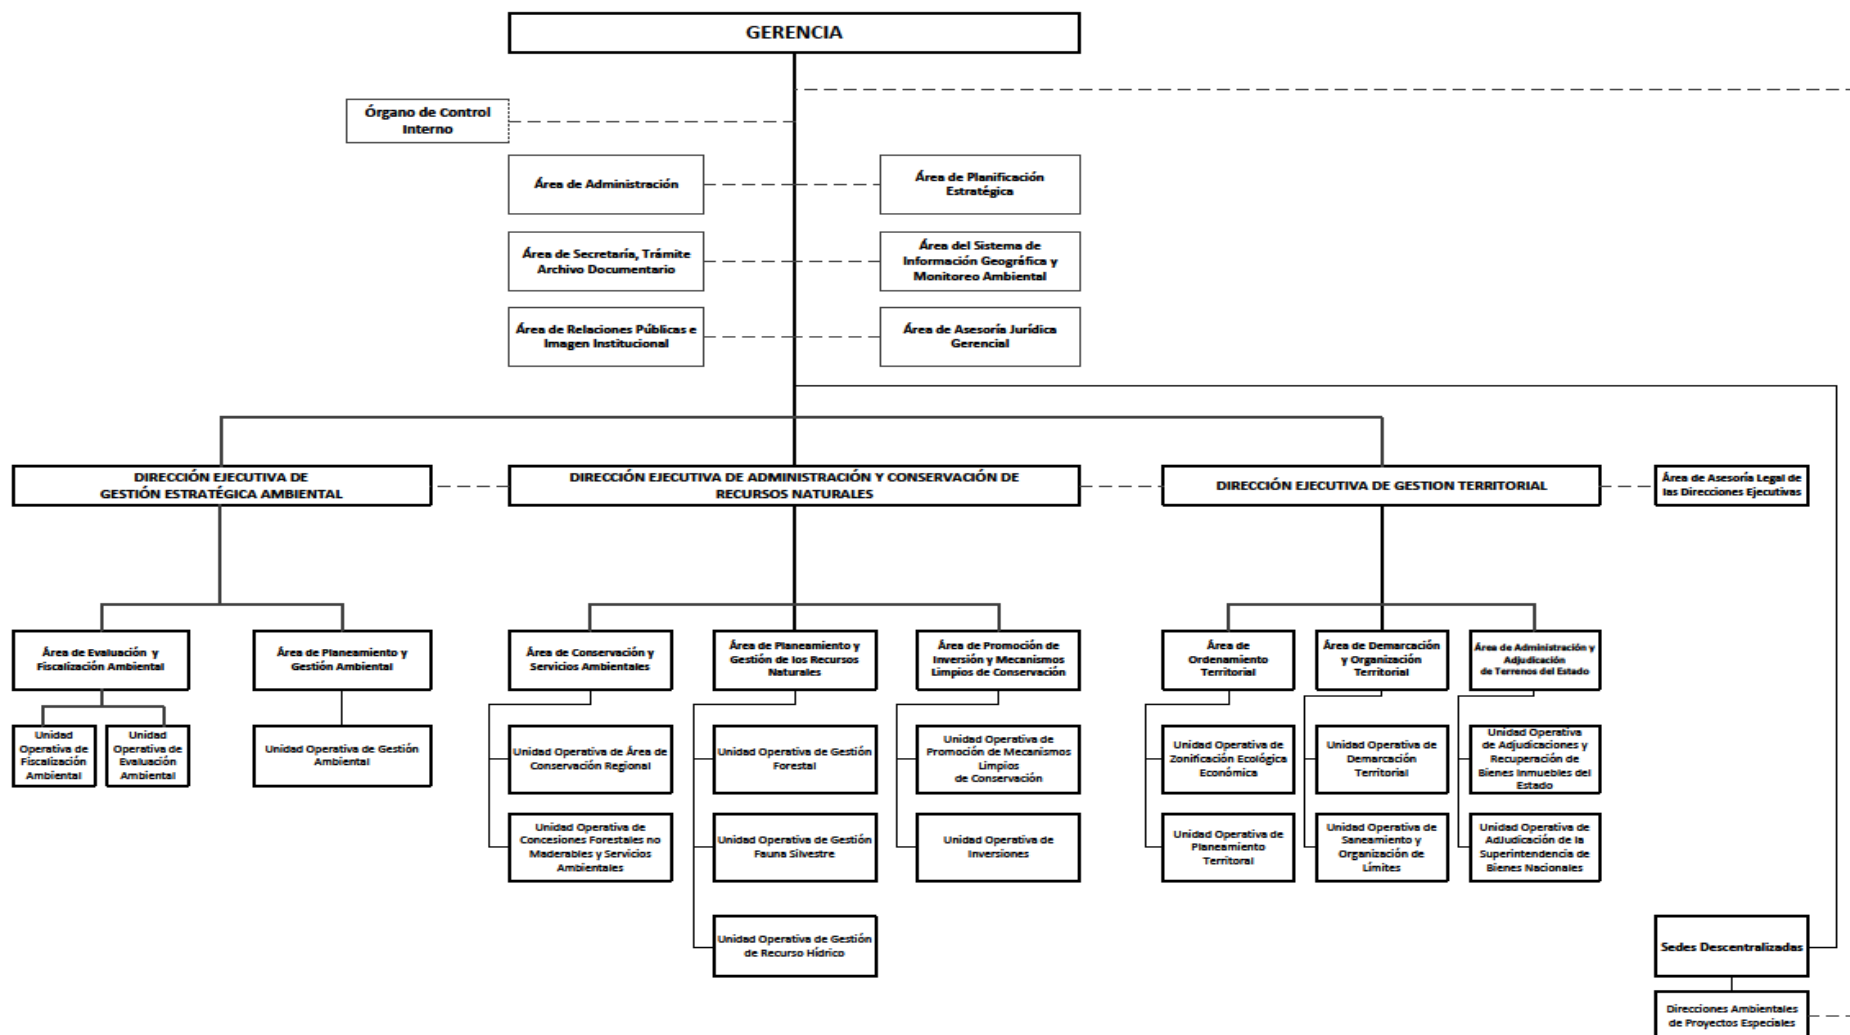 GERENCIA
Órgano de Control
Interno
Área de Administración
Área de Planificación
Estratégica
Área de Secretaría, Trámite
Archivo Documentario
Área del Sistema de
Información Geográfica y
Monitoreo Ambiental
Área de Relaciones Públicas e
Imagen Institucional
Área de Asesoría Jurídica
Gerencial
DIRECCIÓN EJECUTIVA DE
GESTIÓN ESTRATÉGICA AMBIENTAL
DIRECCIÓN EJECUTIVA DE ADMINISTRACIÓN Y CONSERVACIÓN DE
RECURSOS NATURALES
DIRECCIÓN EJECUTIVA DE GESTION TERRITORIAL
Área de Asesoría Legal de
las Direcciones Ejecutivas
Área de Evaluación y
Fiscalización Ambiental
Área de Planeamiento y
Gestión Ambiental
Área de Conservación y
Servicios Ambientales
Área de Planeamiento y
Gestión de los Recursos
Naturales
Área de Promoción de
Inversión y Mecanismos
Limpios de Conservación
Área de
Ordenamiento
Territorial
Área de Demarcación
y Organización
Territorial
Área de Administración y
Adjudicación
de Terrenos del Estado
Unidad
Operativa de
Fiscalización
Ambiental
Unidad
Operativa de
Evaluación
Ambiental
Unidad Operativa de Gestión
Ambiental
Unidad Operativa de Área de
Conservación Regional
Unidad Operativa de Gestión
Forestal
Unidad Operativa de
Promoción de Mecanismos
Limpios
de Conservación
Unidad Operativa de
Zonificación Ecológica
Económica
Unidad Operativa de
Demarcación
Territorial
Unidad Operativa
de Adjudicaciones y
Recuperación de
Bienes Inmuebles del
Estado
Unidad Operativa de
Concesiones Forestales no
Maderables y Servicios
Ambientales
Unidad Operativa de Gestión
Fauna Silvestre
Unidad Operativa de
Inversiones
Unidad Operativa de
Planeamiento
Territoral
Unidad Operativa de
Saneamiento y
Organización de
Límites
Unidad Operativa de
Adjudicación de la
Superintendencia de
Bienes Nacionales
Unidad Operativa de Gestión
de Recurso Hídrico
Sedes Descentralizadas
Direcciones Ambientales
de Proyectos Especiales